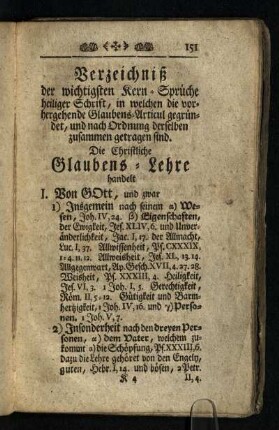 151
Verzeichniß
der wichtigsten Kern-Sprüche
heiliger Schrift, in welchen die vor-
hergehende Glaubens-Articul gegrün-
det, und nach Ordnung derselben
zusammen getragen sind.
Die Christliche
Glaubens-Lehre
handelt
I. Von GOtt, und zwar
1) Insgemein nach seinem α) We-
sen, Joh. IV, 24. β) Eigenschaften,
der Ewigkeit, Jes. XLIV, 6. und Unver-
änderlichkeit, Jac. I, 17. der Allmacht,
Luc. I, 37. Allwissenheit, Ps. CXXXIX,
1-4. 11. 12. Allweisheit, Jes. XL, 13. 14.
Allgegenwart, Ap. Gesch. XVII, 4. 27. 28.
Weisheit, Ps. XXXIII, 4. Heiligkeit,
Jes. VI, 3. 1 Joh. I, 5. Gerechtigkeit,
Röm. II, 5-12. Gütigkeit und Barm-
hertzigkeit, 1 Joh. IV, 16. und γ) Perso-
nen, 1 Joh. V, 7.
2) Insonderheit nach den dreyen Per-
sonen, α) dem Vater, welchem zu-
kommt a) die Schöpfung, Ps. XXXIII, 6.
dazu die Lehre gehöret von den Engeln,
guten, Hebr. I, 14. und bösen, 2 Petr.
K 4 II, 4.